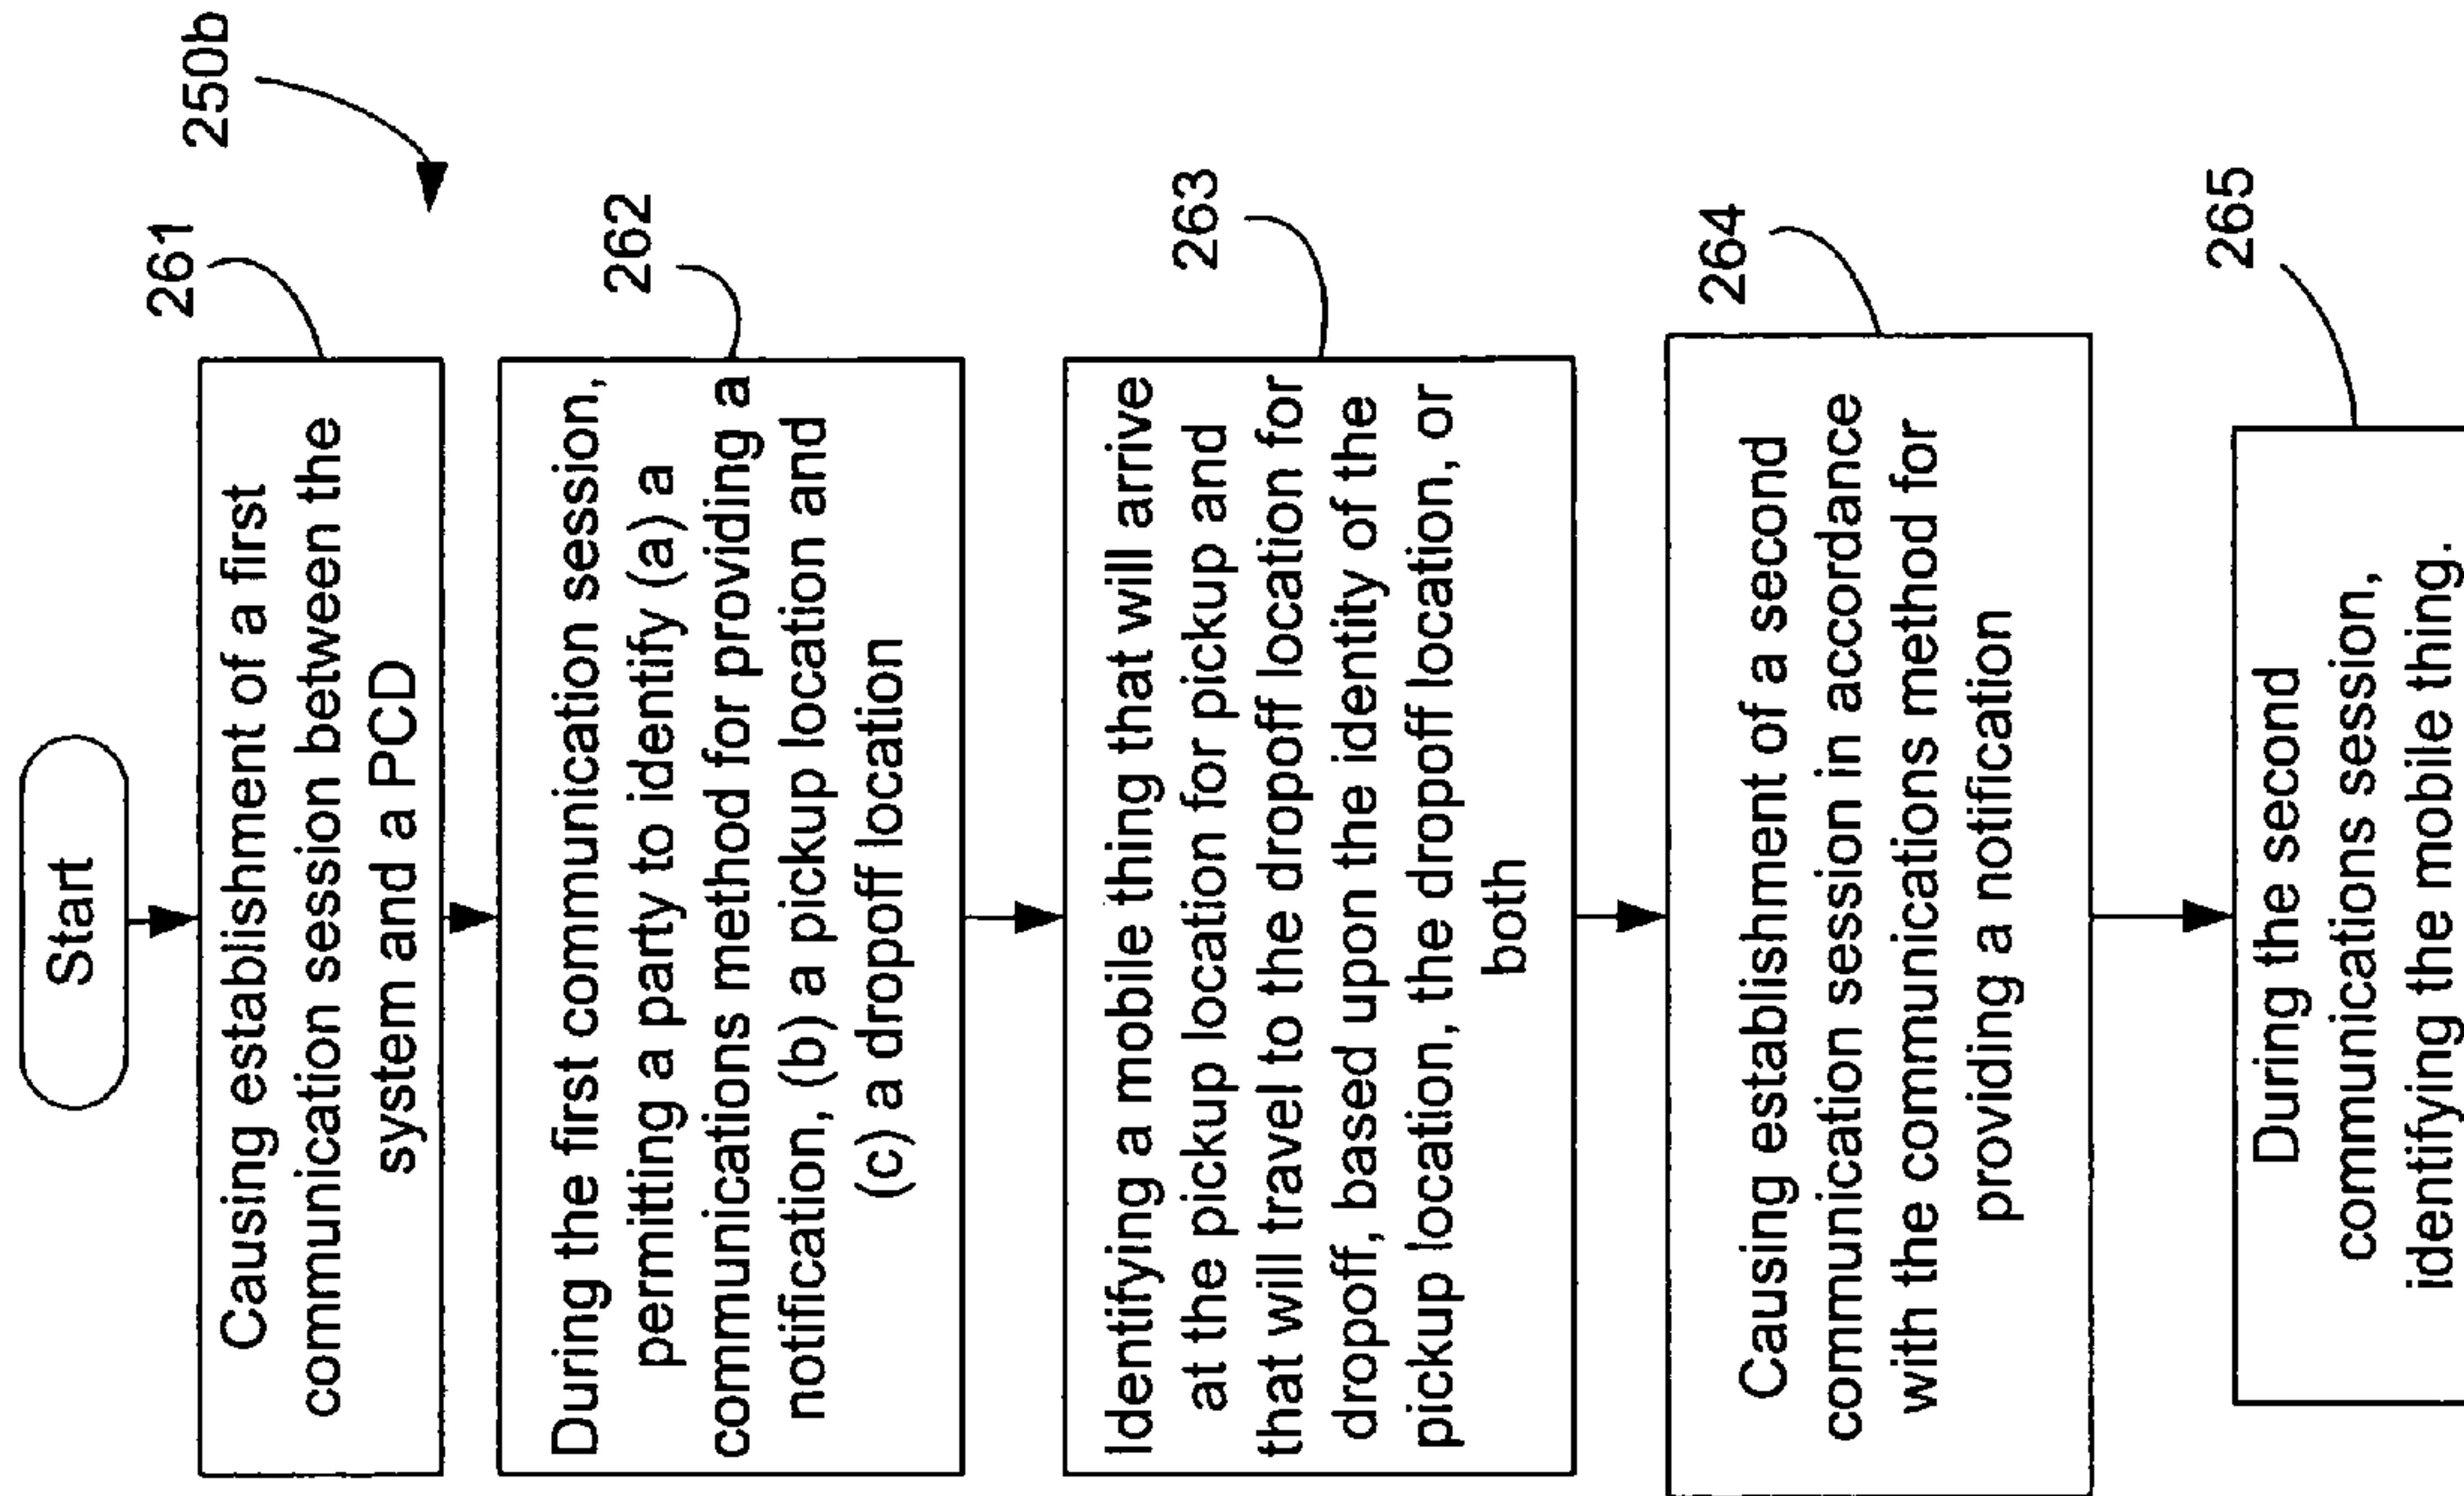 Start
250b
261
Causing establishment of a first
communication session between the
system and a PCD
262
During the first communication session,
permitting a party to identify (a) a
communications method for providing a
notification, (b) a pickup location and
(c) a dropoff location
263
Identifying a mobile thing that will arrive
at the pickup location for pickup and
that will travel to the dropoff location for
dropoff, based upon the identity of the
pickup location, the dropoff location, or
both
264
Causing establishment of a second
communication session in accordance
with the communications method for
providing a notification
265
During the second
communications session,
identifying the mobile thing.